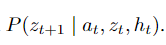 P(z_{t+1} | a_t, z_t, h_t).